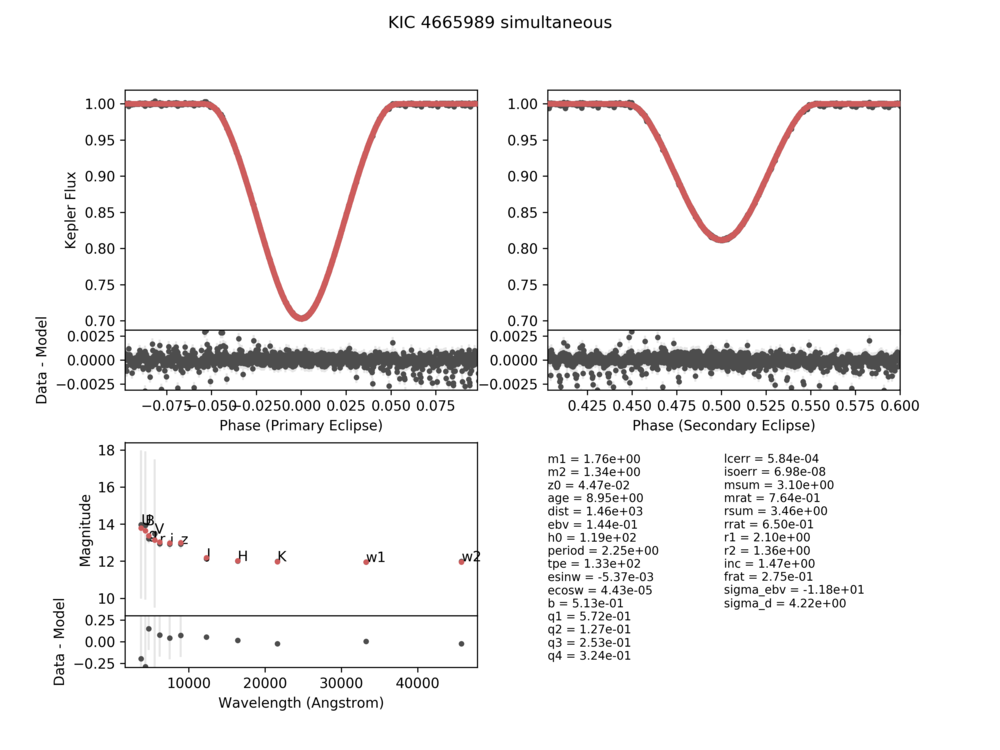 KIC 4665989 simultaneous
1.00
0.95
0.90
0.85
0.80
0.75
0.70
Kepler Flux
1.00
0.95
0.90
0.85
0.80
0.75
0.70
0.0025
0.0000
−0.0025
Data - Model
−0.075 −0.050 −0.025 0.000 0.025 0.050 0.075
Phase (Primary Eclipse)
0.0025
0.0000
−0.0025
0.425 0.450 0.475 0.500 0.525 0.550 0.575 0.600
Phase (Secondary Eclipse)
18
16
14
12
10
Magnitude
U B V
g r i z
J H K w1 w2
0.25
0.00
−0.25
Data - Model
10000 20000 30000 40000
Wavelength (Angstrom)
m1 = 1.76e+00
m2 = 1.34e+00
z0 = 4.47e-02
age = 8.95e+00
dist = 1.46e+03
ebv = 1.44e-01
h0 = 1.19e+02
period = 2.25e+00
tpe = 1.33e+02
esinw = -5.37e-03
ecosw = 4.43e-05
b = 5.13e-01
q1 = 5.72e-01
q2 = 1.27e-01
q3 = 2.53e-01
q4 = 3.24e-01
lcerr = 5.84e-04
isoerr = 6.98e-08
msum = 3.10e+00
mrat = 7.64e-01
rsum = 3.46e+00
rrat = 6.50e-01
r1 = 2.10e+00
r2 = 1.36e+00
inc = 1.47e+00
frat = 2.75e-01
sigma_ebv = -1.18e+01
sigma_d = 4.22e+00